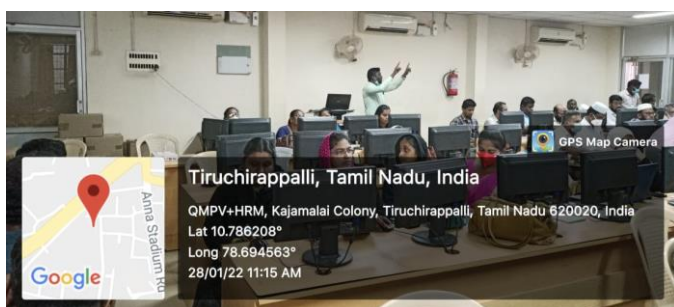 GPS Map Camera
Tiruchirappalli, Tamil Nadu, India
QMPV+HRM, Kajamalai Colony, Tiruchirappalli, Tamil Nadu 620020, India
Lat 10.786208°
Long 78.694563°
28/01/22 11:15 AM
Anna Stadium Rd
Google